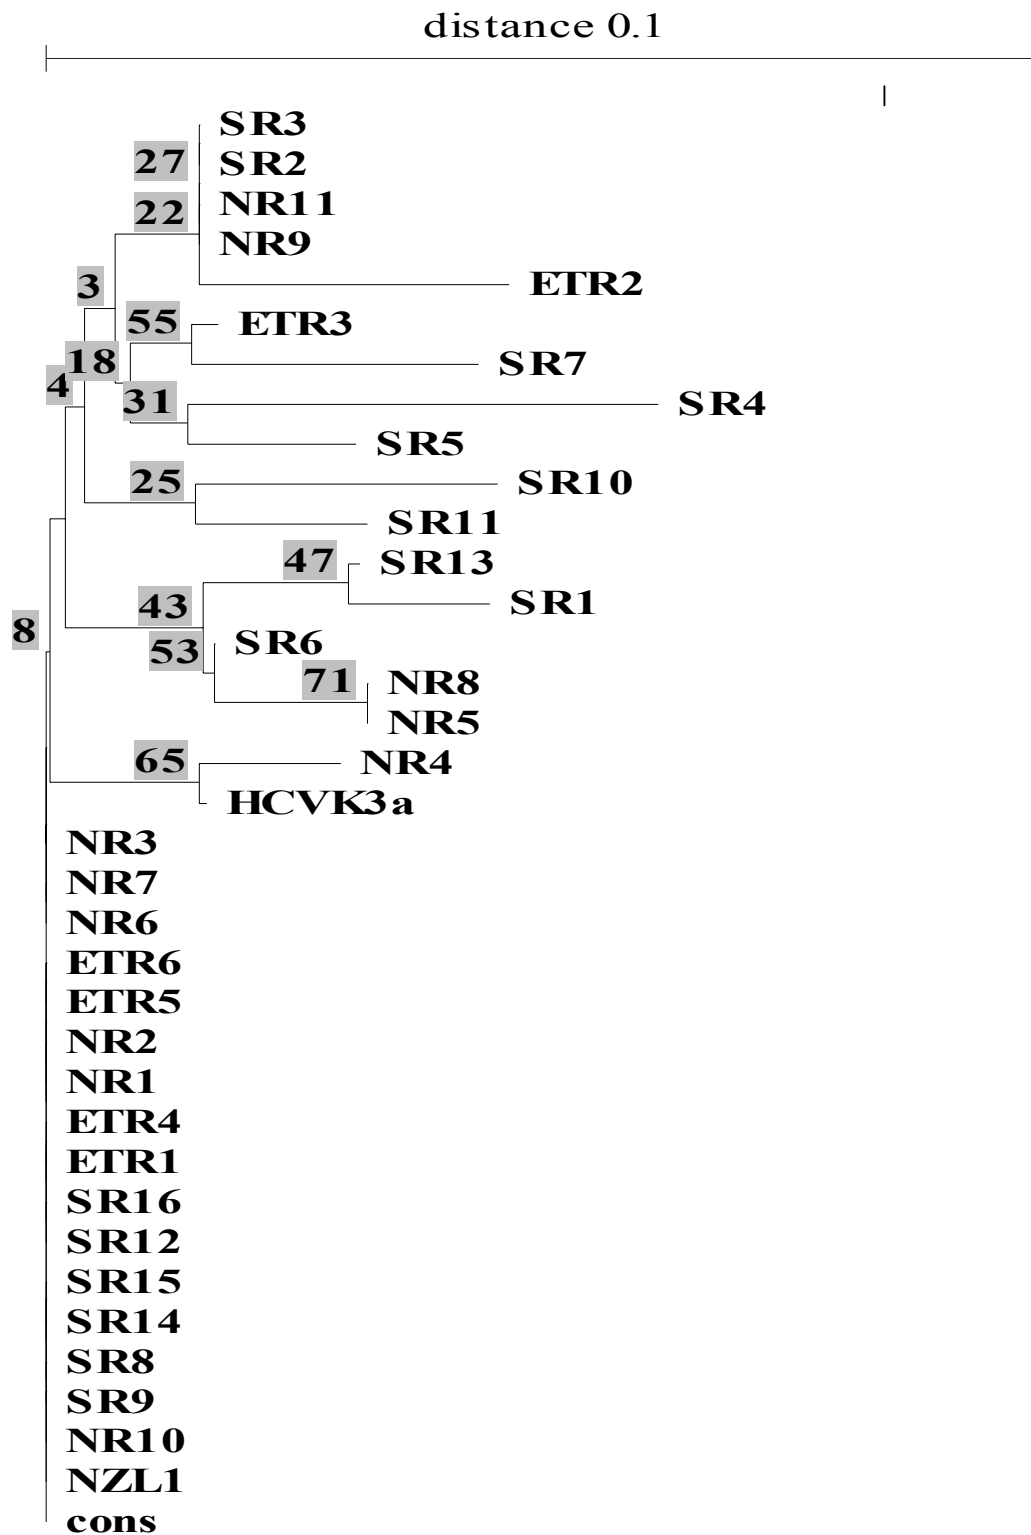 distance 0.1
SR3
27
SR2
NR11
22
NR9
3
ETR2
55
ETR3
18
SR7
4
31
SR4
SR5
25
SR10
SR11
47
SR13
43
SR1
8
53
SR6
71
NR8
NR5
65
NR4
HCVK3a
NR3
NR7
NR6
ETR6
ETR5
NR2
NR1
ETR4
ETR1
SR16
SR12
SR15
SR14
SR8
SR9
NR10
NZL1
cons